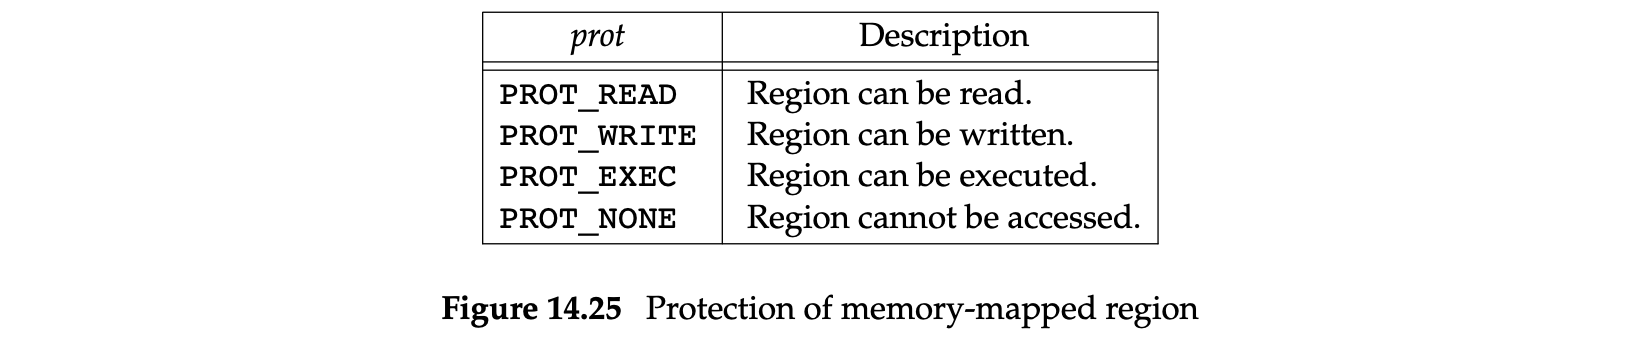 prot Description
PROT_READ Region can be read.
PROT_WRITE Region can be written.
PROT_EXEC Region can be executed.
PROT_NONE Region cannot be accessed.
Figure 14.25 Protection of memory-mapped region